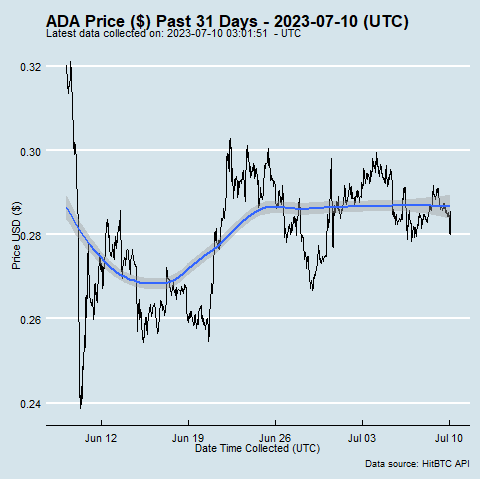 ADA Price ($) Past 31 Days - 2023-07-10 (UTC)
Latest data collected on: 2023-07-10 03:01:51 - UTC
0.32
0.30
0.28
0.26
0.24
Price USD ($)
Jun 12
Jun 19
Jun 26
Jul 03
Jul 10
Date Time Collected (UTC)
Data source: HitBTC API